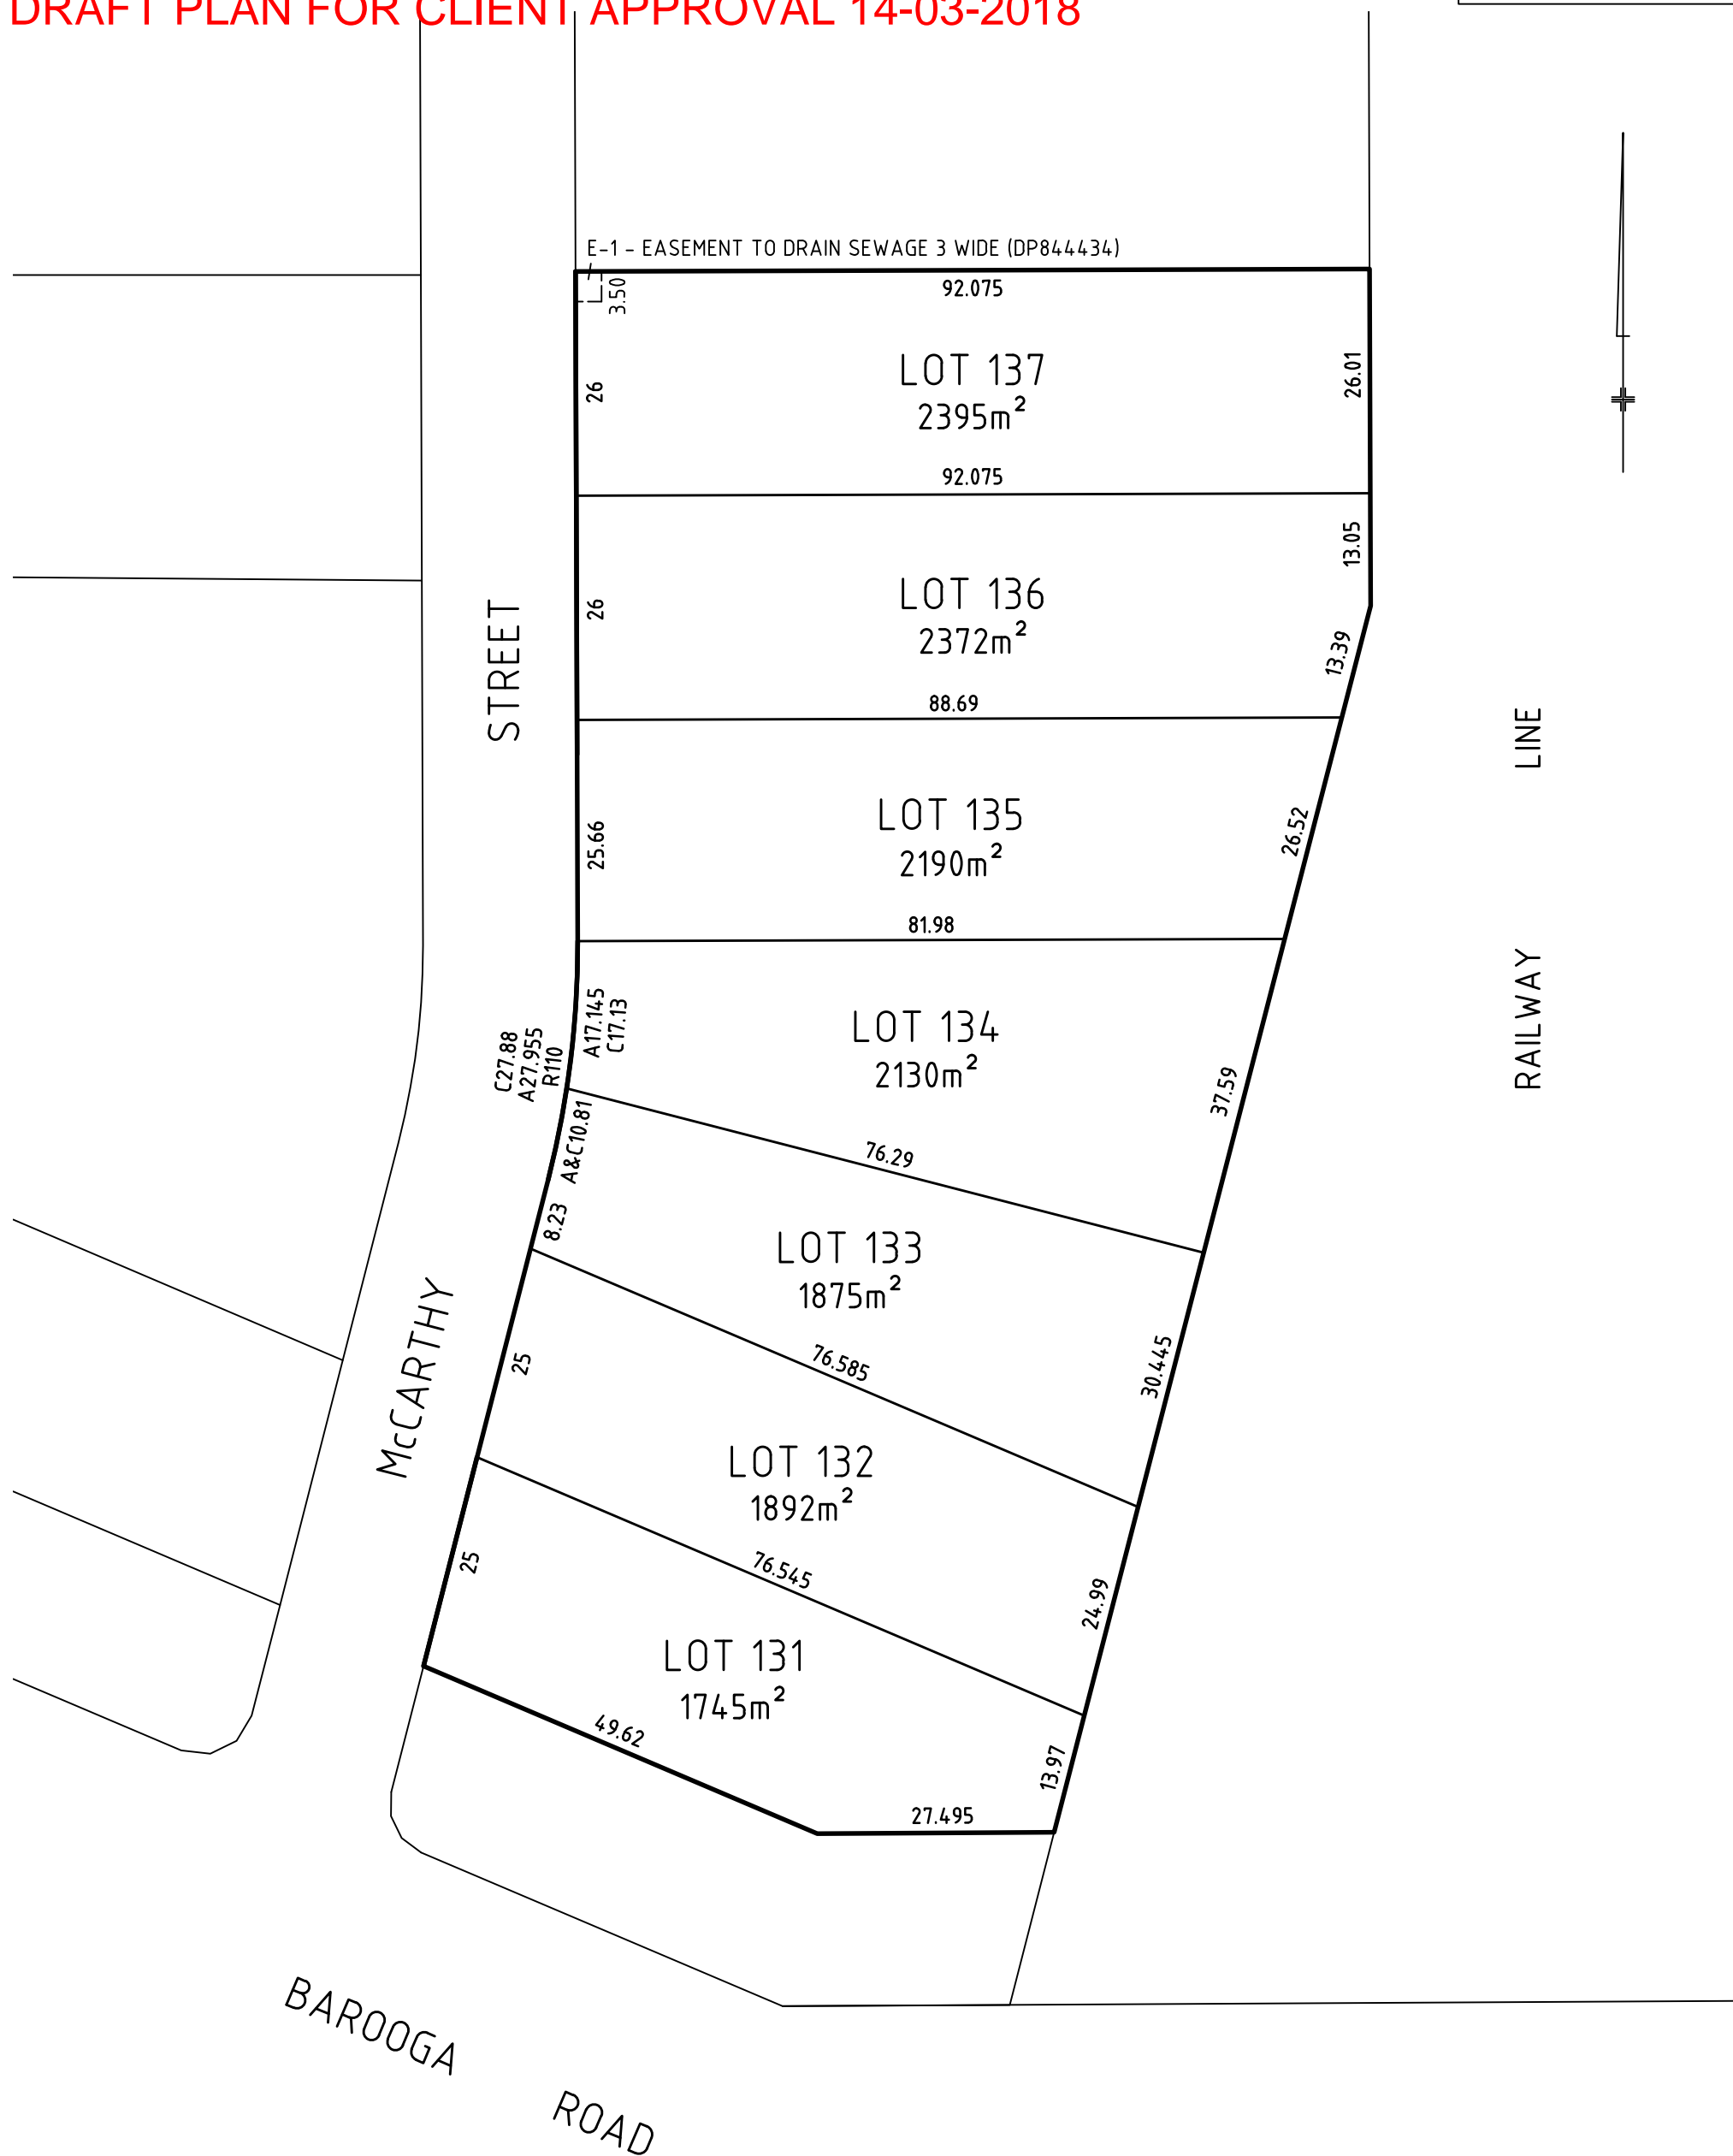 DRAFT PLAN FOR CLIENT APPROVAL 14-03-2018
E-1 - EASEMENT TO DRAIN SEWAGE 3 WIDE (DP844434)
3.50
92.075
LOT 137
2395m²
26
26.01
92.075
13.05
LOT 136
2372m²
26
13.39
88.69
STREET
LINE
LOT 135
2190m²
25.66
26.52
81.98
RAILWAY
A17.145
C17.13
C27.88
A27.955
R110
LOT 134
2130m²
37.59
A&C10.81
76.29
8.23
LOT 133
1875m²
30.445
McCARTHY
25
76.585
LOT 132
1892m²
24.99
25
76.545
LOT 131
1745m²
49.62
13.97
27.495
BAROOGA
ROAD